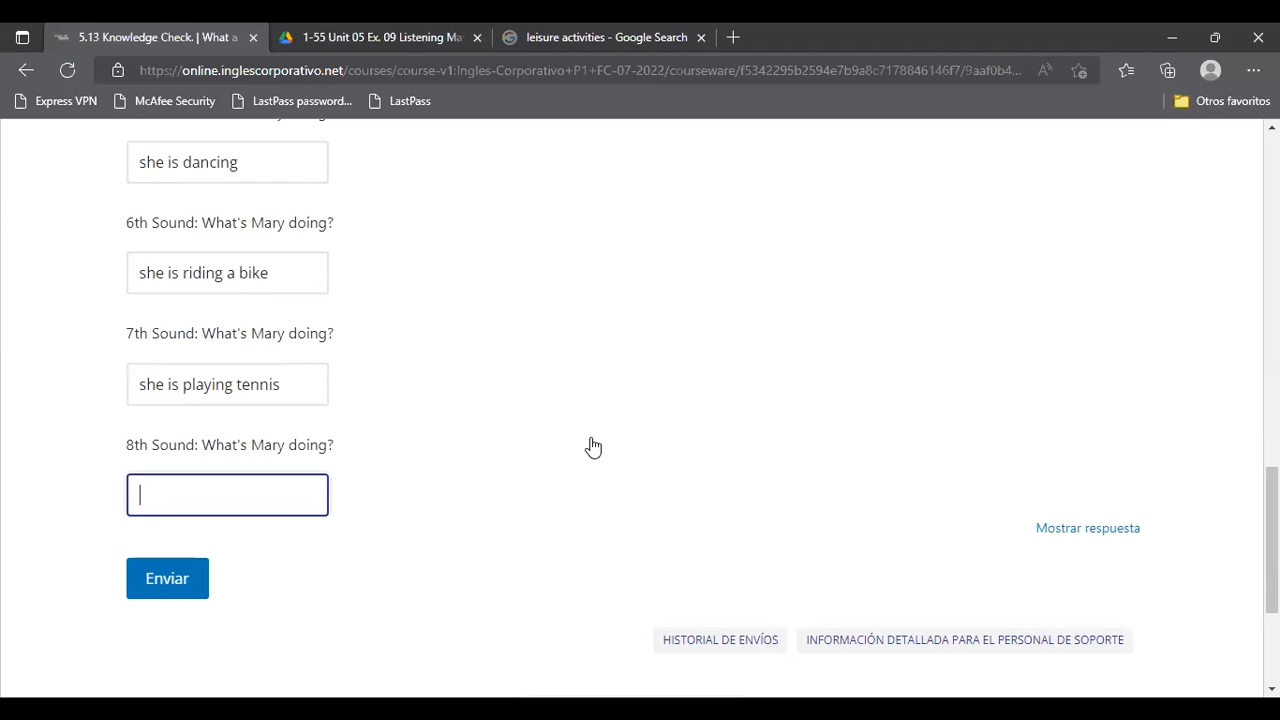 5.13 Knowledge Check. | What a
1-55 Unit 05 Ex. 09 Listening Ma
leisure activities - Google Search
https://online.inglescorporativo.net/courses/course-v1:Ingles-Corporativo+P1+FC-07-2022/courseware/f5342295b2594e7b9a8c7178846146f7/9aaf0b4...
Express VPN
McAfee Security
LastPass password...
LastPass
Otros favoritos
she is dancing
6th Sound: What's Mary doing?
she is riding a bike
7th Sound: What's Mary doing?
she is playing tennis
8th Sound: What's Mary doing?
Mostrar respuesta
Enviar
HISTORIAL DE ENVÍOS
INFORMACIÓN DETALLADA PARA EL PERSONAL DE SOPORTE